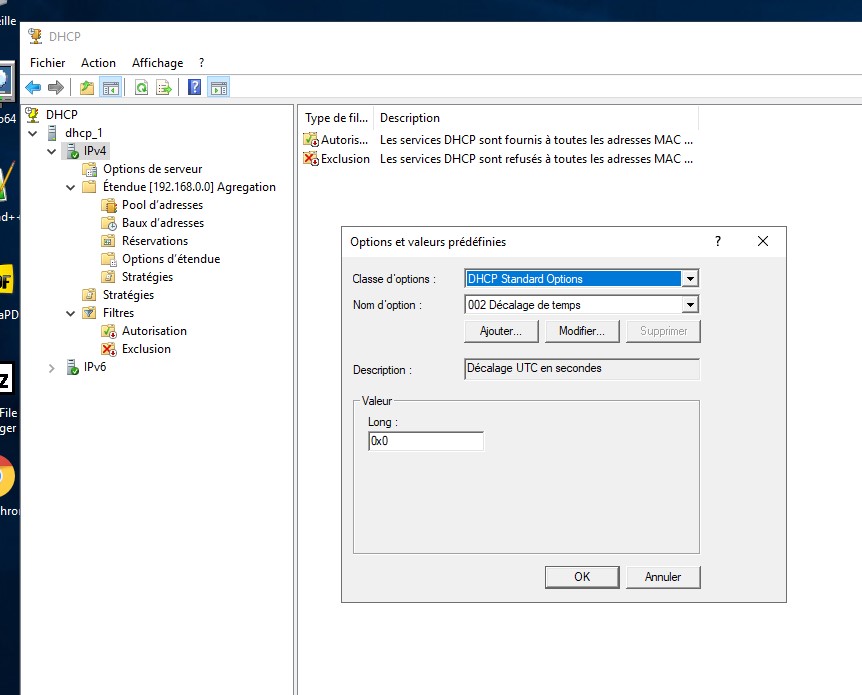 eille
DHCP
Fichier Action Affichage ?
DHCP
dhcp_1
IPv4
Options de serveur
Étendue [192.168.0.0] Agregation
Pool d'adresses
Baux d'adresses
Réservations
Options d'étendue
Stratégies
Stratégies
Filtres
Autorisation
Exclusion
IPv6
Type de fil... Description
Autoris... Les services DHCP sont fournis à toutes les adresses MAC ...
Exclusion Les services DHCP sont refusés à toutes les adresses MAC ...
Options et valeurs prédéfinies ?
Classe d'options : DHCP Standard Options
Nom d'option : 002 Décalage de temps
Ajouter... Modifier... Supprimer
Description : Décalage UTC en secondes
Valeur
Long :
0x0
OK Annuler
p64
d++
DF
aPD
z
File
ger
hro